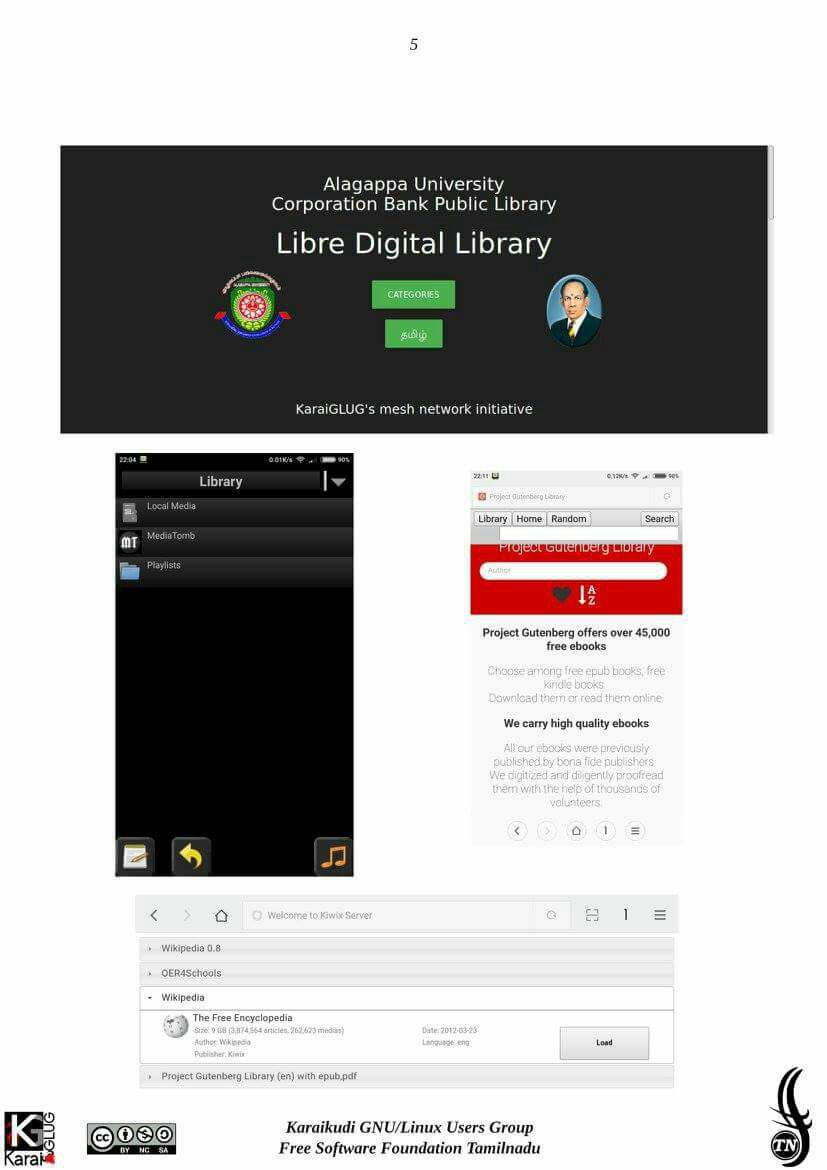 5
Alagappa University
Corporation Bank Public Library
Libre Digital Library
CATEGORIES
தமிழ்
KaraiGLUG's mesh network initiative
22:04 0.01K/s 90%
Library
Local Media
MT MediaTomb
Playlists
22:11 0.12K/s 90%
Project Gutenberg Library
Library Home Random Search
Project Gutenberg Library
Author
A
Z
Project Gutenberg offers over 45,000
free ebooks
Choose among free epub books, free
kindle books.
Download them or read them online.
We carry high quality ebooks
All our ebooks were previously
published by bona fide publishers.
We digitized and diligently proofread
them with the help of thousands of
volunteers.
1
Welcome to Kiwix Server 1
Wikipedia 0.8
OER4Schools
Wikipedia
The Free Encyclopedia
Size: 9 GB (3,874,564 articles, 262,623 medias) Date: 2012-03-23
Author: Wikipedia Language: eng
Publisher: Kiwix
Load
Project Gutenberg Library (en) with epub,pdf
KG
Karai GLUG
cc BY NC SA
Karaikudi GNU/Linux Users Group
Free Software Foundation Tamilnadu
TN